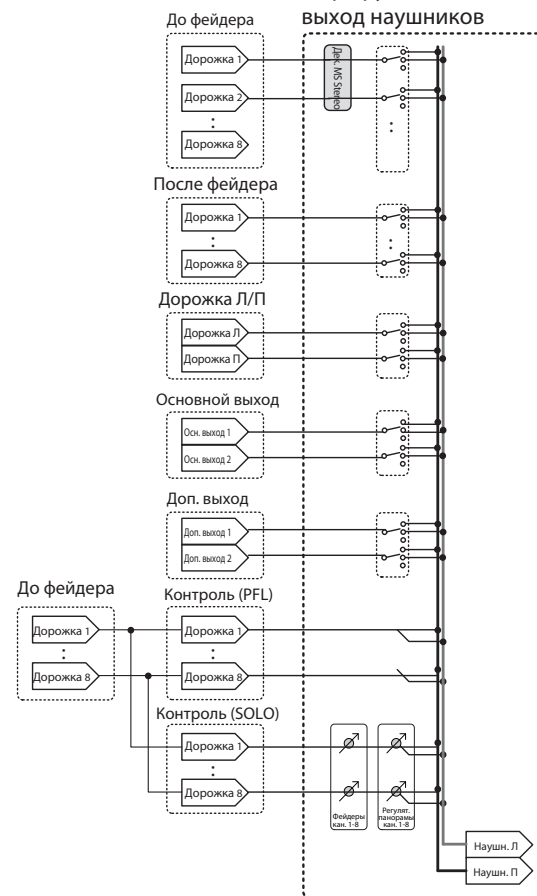 выход наушников
До фейдера
Дорожка 1
Дорожка 2
:
Дорожка 8
Дек. MS Stereo
:
После фейдера
Дорожка 1
:
Дорожка 8
:
Дорожка Л/П
Дорожка Л
Дорожка П
Основной выход
Осн. выход 1
Осн. выход 2
Доп. выход
Доп. выход 1
Доп. выход 2
До фейдера
Дорожка 1
:
Дорожка 8
Контроль (PFL)
Дорожка 1
:
Дорожка 8
Контроль (SOLO)
Дорожка 1
:
Дорожка 8
Фейдеры
кан. 1-8
Регулят.
панорамы
кан. 1-8
Наушн. Л
Наушн. П